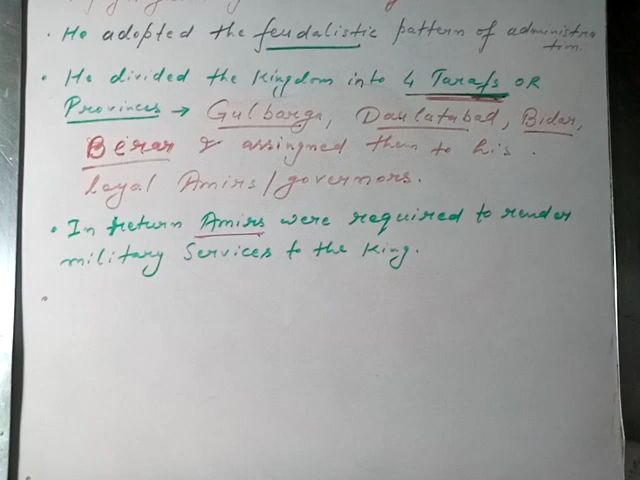 · He adopted the feudalistic pattern of administra
tion.
· He divided the Kingdom into 4 Tarafs OR
Provinces → Gulbarga, Daulatabad, Bidar,
Berar & assingned them to his
loyal Amirs/governors.
· In return Amirs were required to render
military Services to the King.